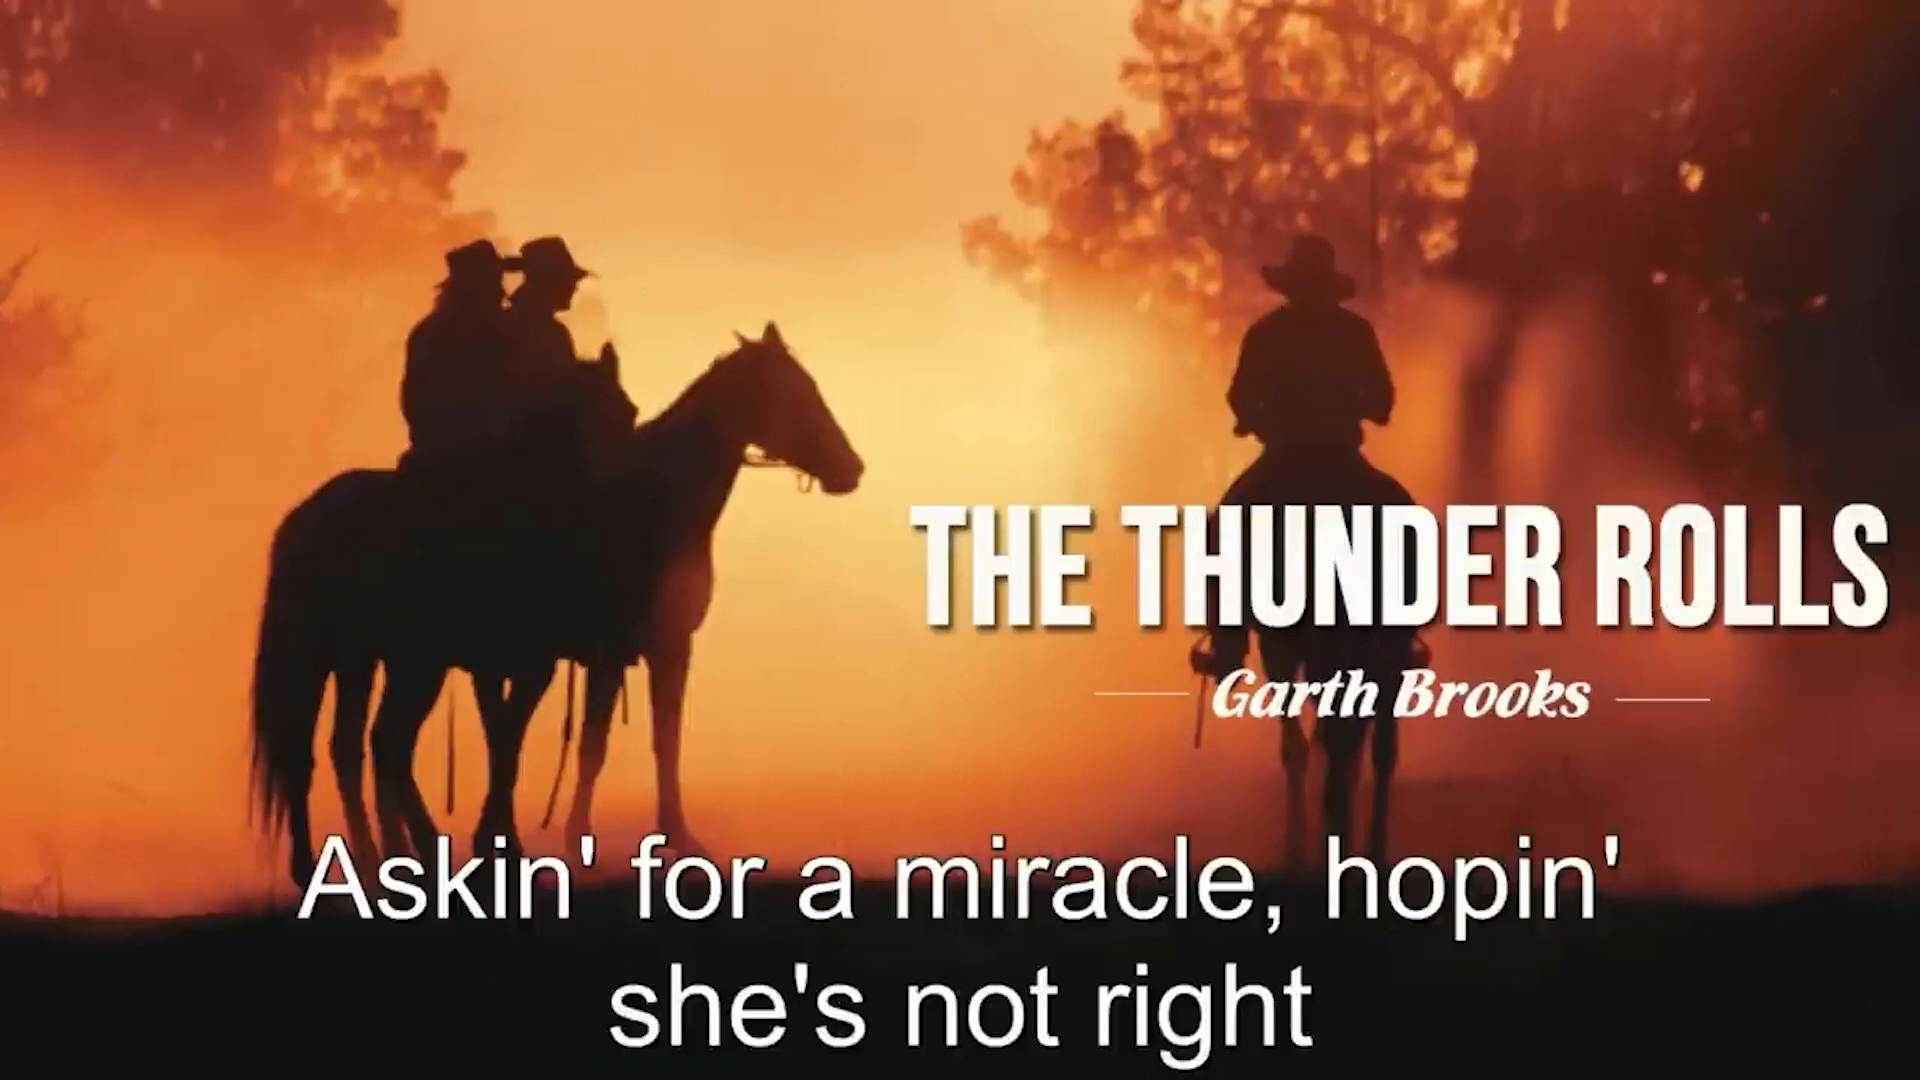 THE THUNDER ROLLS
Garth Brooks
Askin' for a miracle, hopin'
she's not right